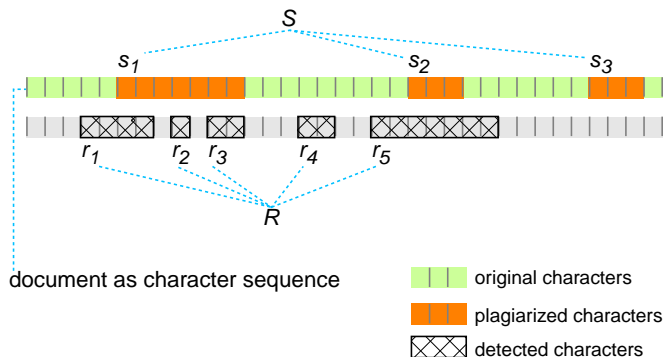 S
s1 s2 s3
r1 r2 r3 r4 r5
R
document as character sequence
original characters
plagiarized characters
detected characters